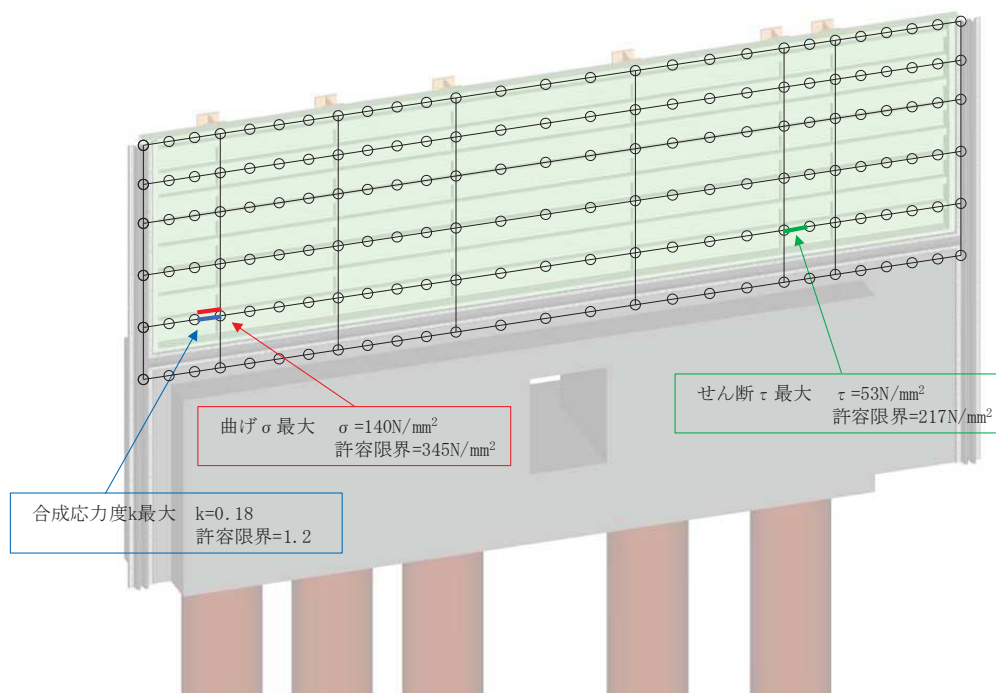 せん断τ最大　τ=53N/mm²
許容限界=217N/mm²
曲げσ最大　σ=140N/mm²
許容限界=345N/mm²
合成応力度k最大　k=0.18
許容限界=1.2